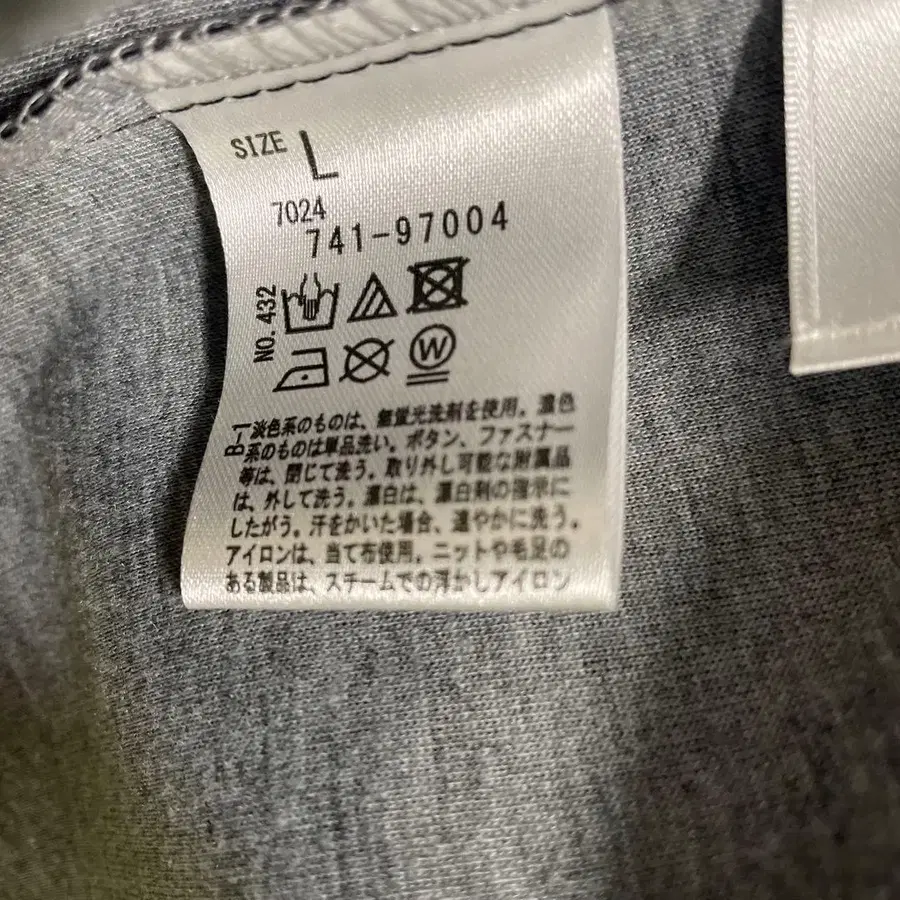 SIZE L
7024
741-97004
NO.432
W
B-1
淡色系のものは、無蛍光洗剤を使用。濃色
系のものは単品洗い。ボタン、ファスナー
等は、閉じて洗う。取り外し可能な附属品
は、外して洗う。漂白は、漂白剤の指示に
したがう。汗をかいた場合、速やかに洗う。
アイロンは、当て布使用。ニットや毛足の
ある製品は、スチームでの浮かしアイロン